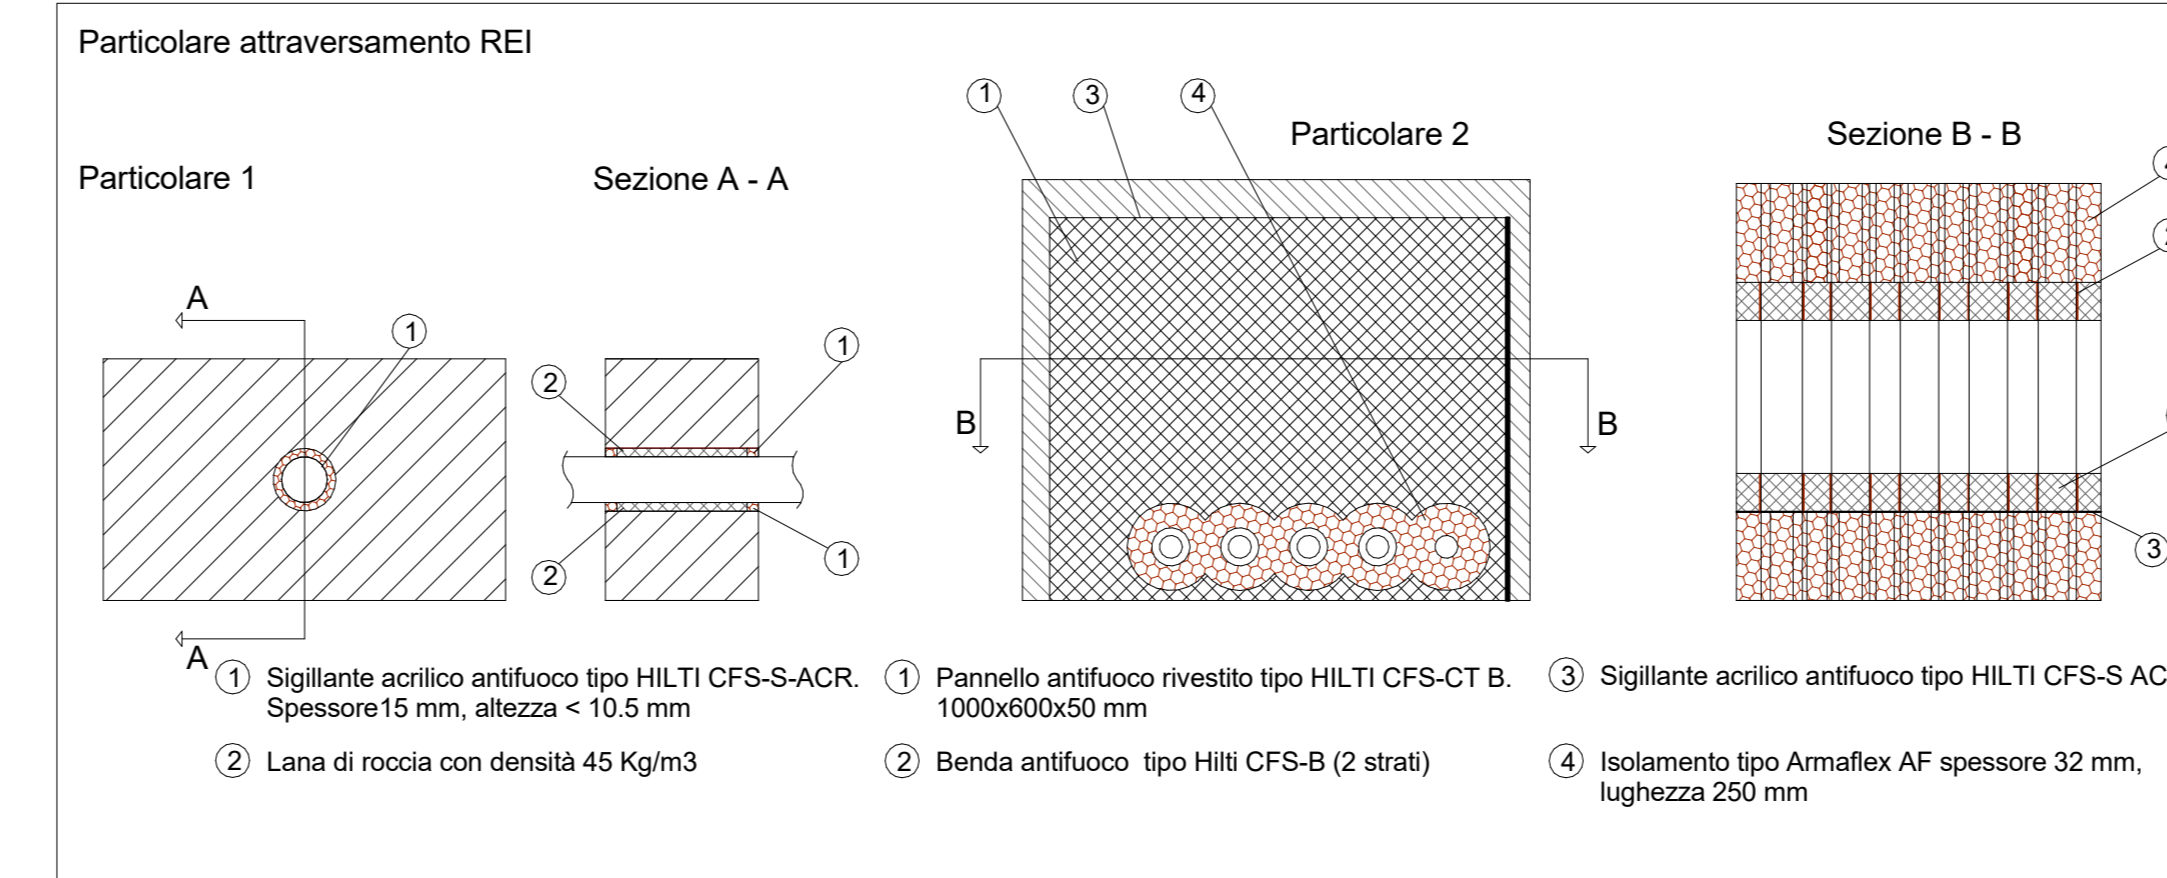 Particolare attraversamento REI
1
3
4
Particolare 2
Sezione B - B
Particolare 1
Sezione A - A
A
1
2
1
B
B
2
1
3
A
1 Sigillante acrilico antifuoco tipo HILTI CFS-S-ACR.
Spessore15 mm, altezza < 10.5 mm
2 Lana di roccia con densità 45 Kg/m3
1 Pannello antifuoco rivestito tipo HILTI CFS-CT B.
1000x600x50 mm
2 Benda antifuoco tipo Hilti CFS-B (2 strati)
3 Sigillante acrilico antifuoco tipo HILTI CFS-S AC
4 Isolamento tipo Armaflex AF spessore 32 mm,
lughezza 250 mm